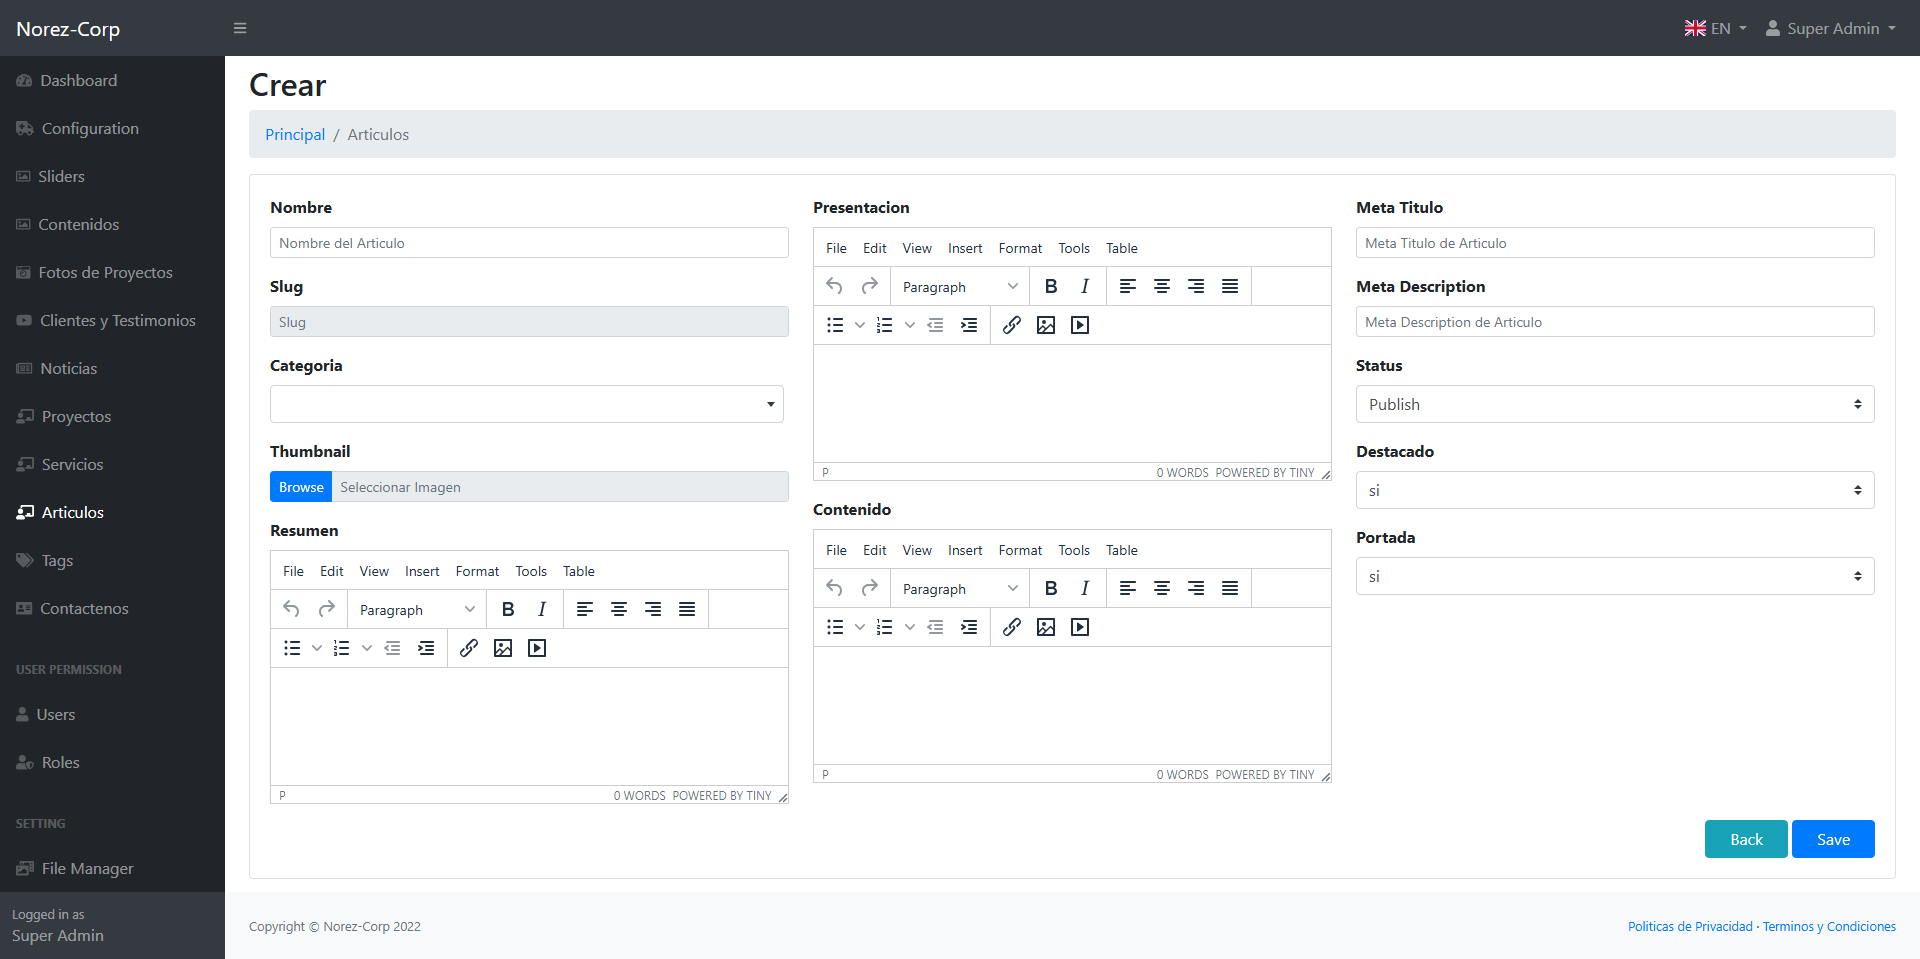 Norez-Corp
EN
Super Admin
Dashboard
Configuration
Sliders
Contenidos
Fotos de Proyectos
Clientes y Testimonios
Noticias
Proyectos
Servicios
Articulos
Tags
Contactenos
USER PERMISSION
Users
Roles
SETTING
File Manager
Logged in as
Super Admin
Crear
Principal / Articulos
Nombre
Nombre del Articulo
Slug
Slug
Categoria
Thumbnail
Browse Seleccionar Imagen
Resumen
File Edit View Insert Format Tools Table
Paragraph B I
P 0 WORDS POWERED BY TINY
Presentacion
File Edit View Insert Format Tools Table
Paragraph B I
P 0 WORDS POWERED BY TINY
Contenido
File Edit View Insert Format Tools Table
Paragraph B I
P 0 WORDS POWERED BY TINY
Meta Titulo
Meta Titulo de Articulo
Meta Description
Meta Description de Articulo
Status
Publish
Destacado
si
Portada
si
Back Save
Copyright © Norez-Corp 2022
Politicas de Privacidad · Terminos y Condiciones